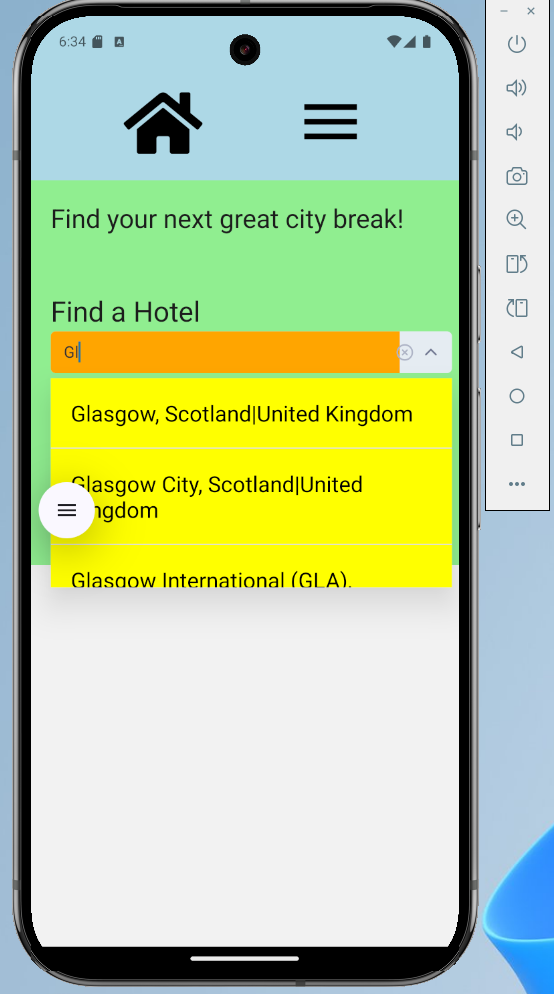 6:34
Find your next great city break!
Find a Hotel
Gl
Glasgow, Scotland|United Kingdom
Glasgow City, Scotland|United
ngdom
Glasgow International (GLA),